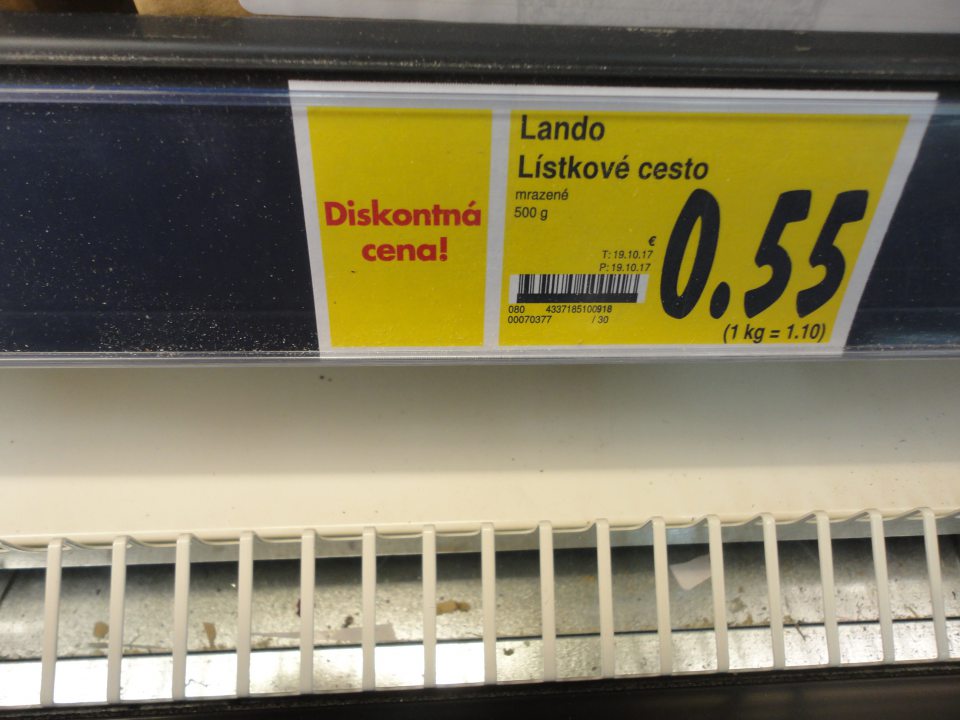 Diskontná
cena!
Lando
Lístkové cesto
mrazené
500 g
€
T: 19.10.17
P: 19.10.17
0.55
080 4337185100918
00070377 / 30
(1 kg = 1.10)